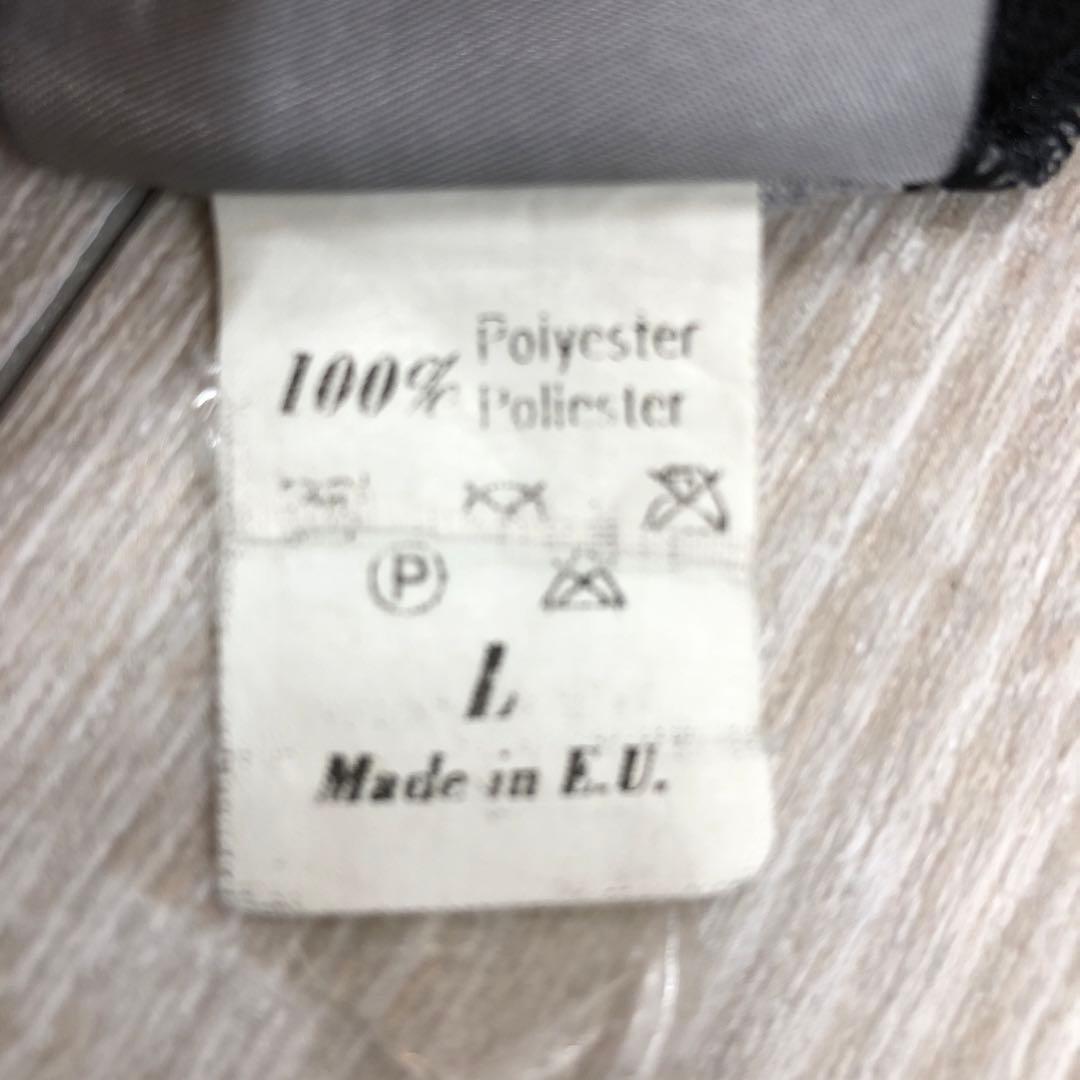 100% Polyester
Poliester
P
L
Made in E.U.